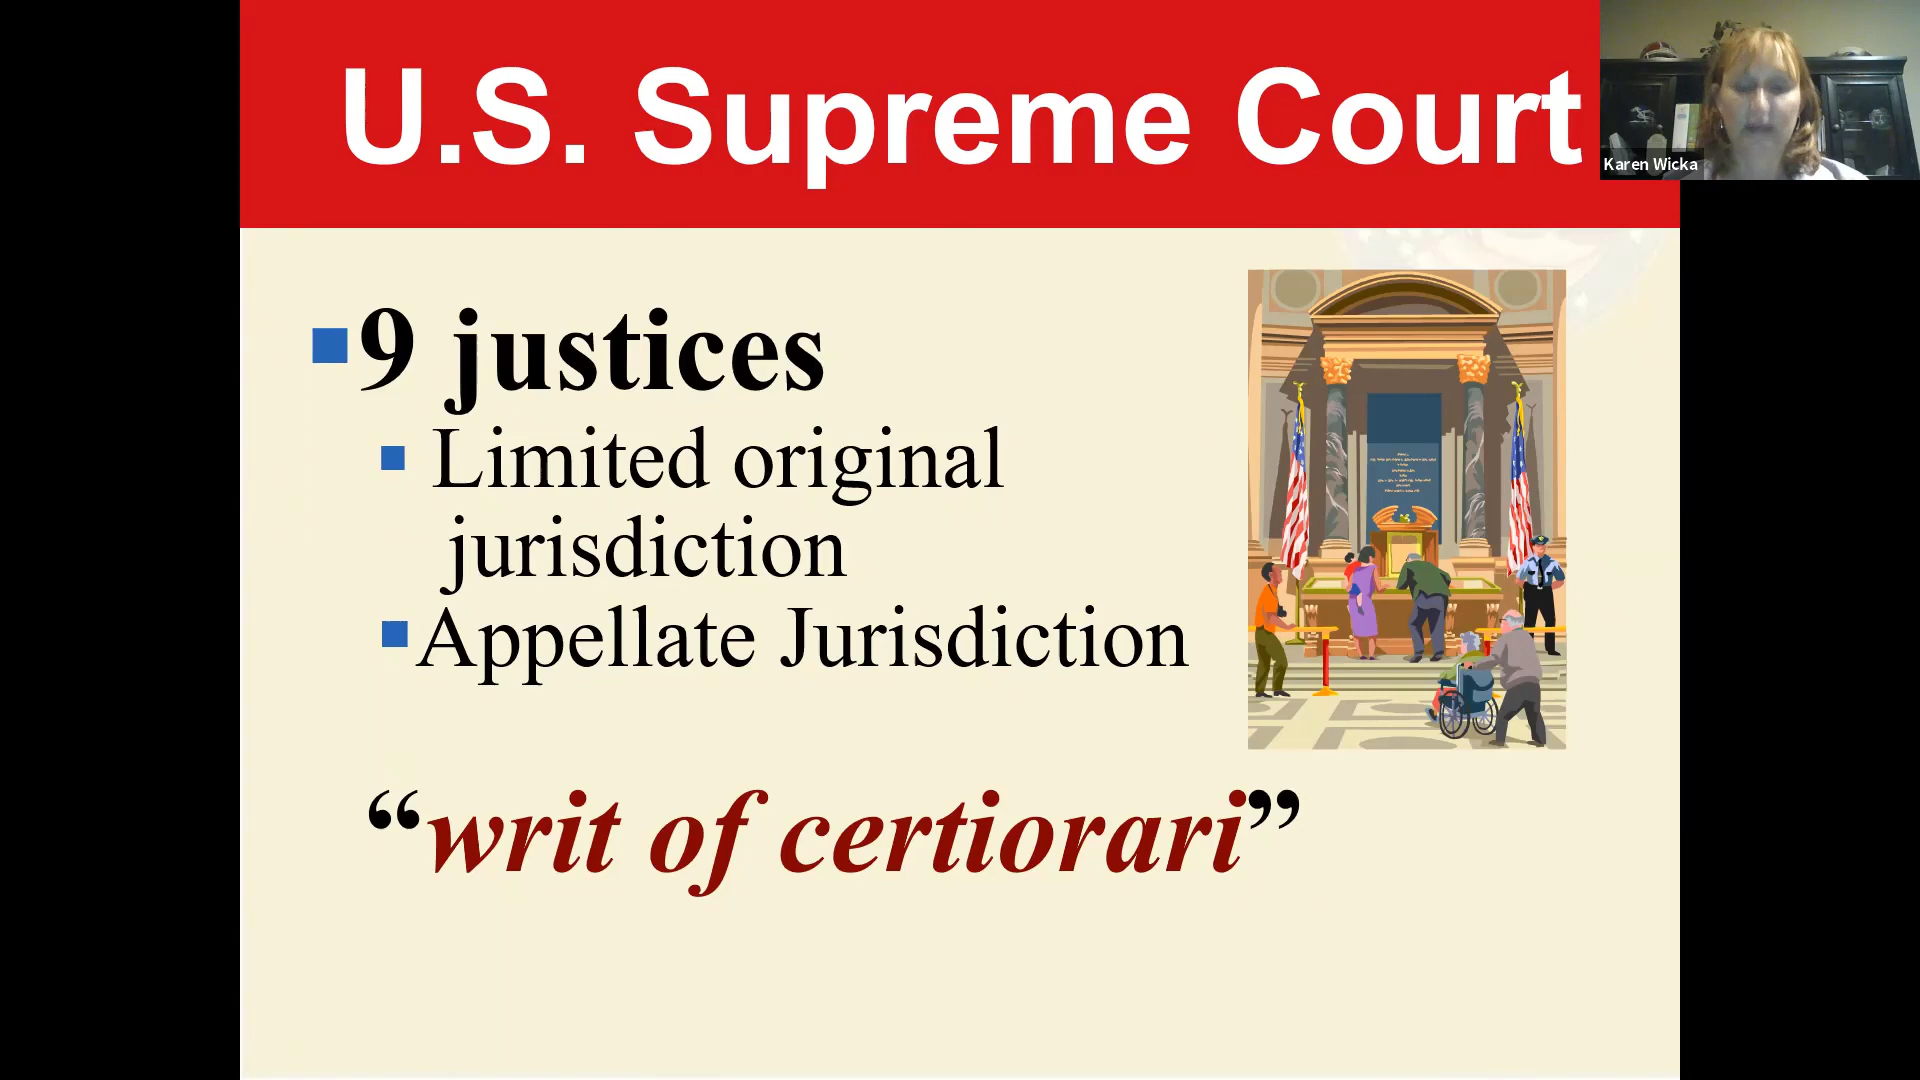 U.S. Supreme Court
Karen Wicka
9 justices
Limited original
jurisdiction
Appellate Jurisdiction
“writ of certiorari”